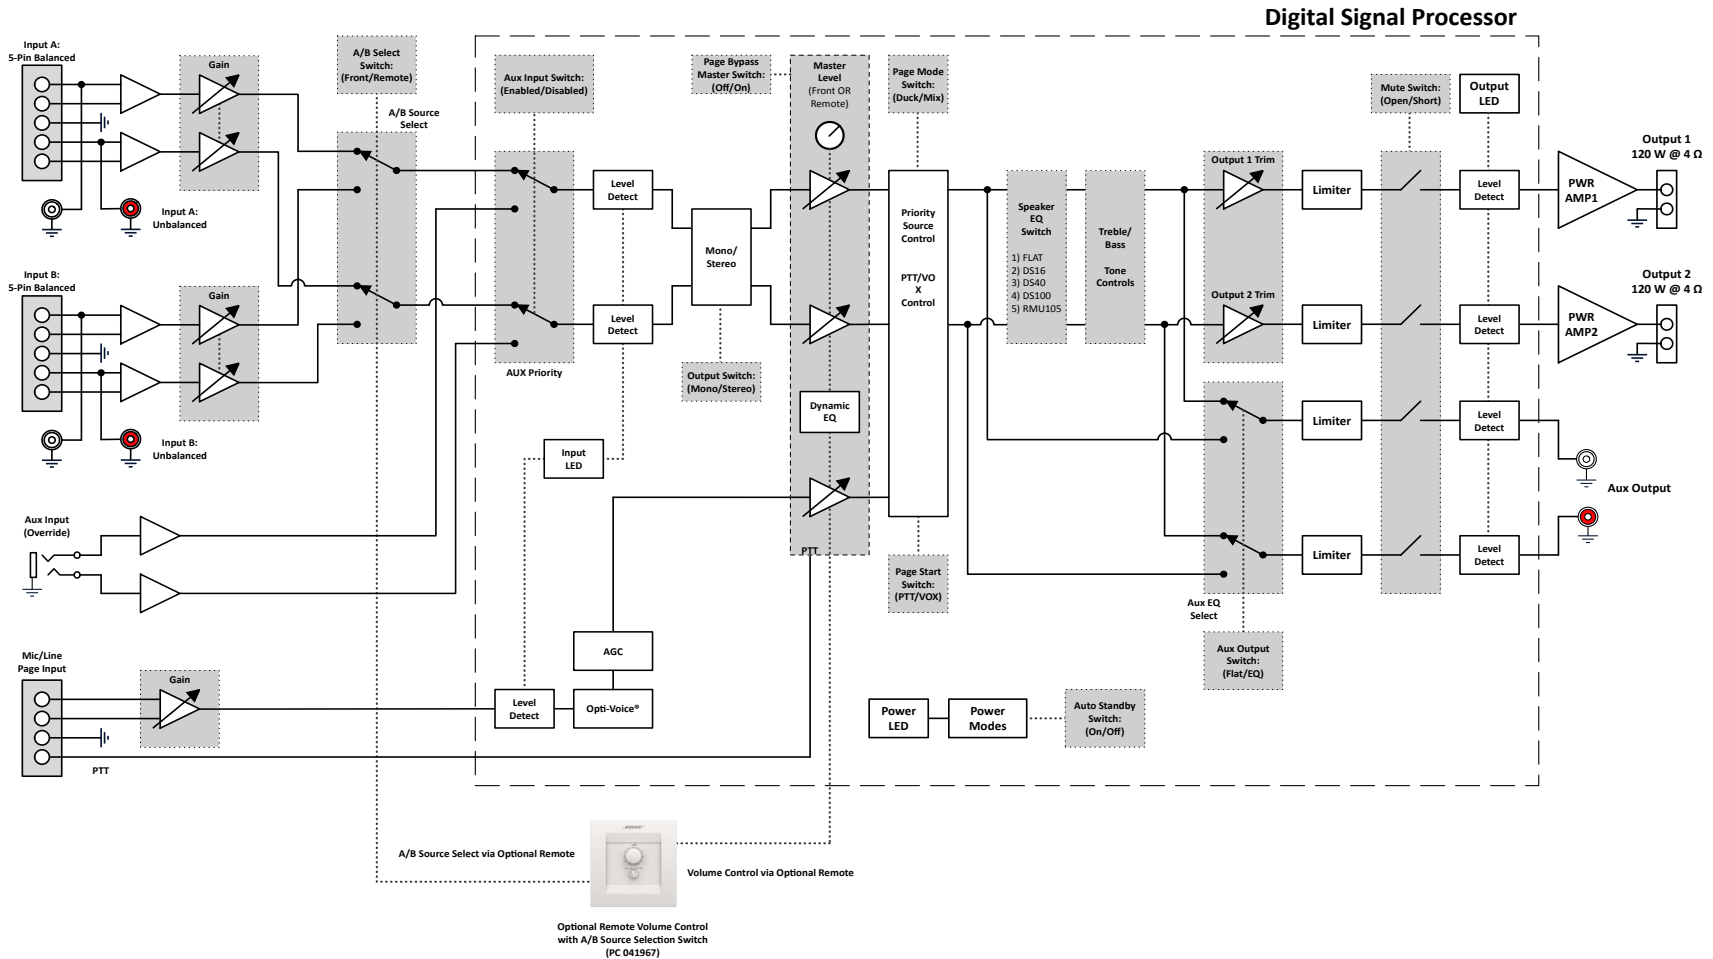 Digital Signal Processor
Input A:
5-Pin Balanced
Gain
Input A:
Unbalanced
Input B:
5-Pin Balanced
Gain
Input B:
Unbalanced
Aux Input
(Override)
Mic/Line
Page Input
Gain
PTT
A/B Select
Switch:
(Front/Remote)
A/B Source
Select
Aux Input Switch:
(Enabled/Disabled)
AUX Priority
Level
Detect
Level
Detect
Input
LED
Mono/
Stereo
Output Switch:
(Mono/Stereo)
Page Bypass
Master Switch:
(Off/On)
Master
Level
(Front OR
Remote)
Dynamic
EQ
PTT
AGC
Level
Detect
Opti-Voice®
Page Mode
Switch:
(Duck/Mix)
Priority
Source
Control
PTT/VO
X
Control
Page Start
Switch:
(PTT/VOX)
Speaker
EQ
Switch
1) FLAT
2) DS16
3) DS40
4) DS100
5) RMU105
Treble/
Bass
Tone
Controls
Output 1 Trim
Output 2 Trim
Aux EQ
Select
Aux Output
Switch:
(Flat/EQ)
Limiter
Limiter
Limiter
Limiter
Mute Switch:
(Open/Short)
Output
LED
Level
Detect
Level
Detect
Level
Detect
Level
Detect
PWR
AMP1
Output 1
120 W @ 4 Ω
PWR
AMP2
Output 2
120 W @ 4 Ω
Aux Output
Power
LED
Power
Modes
Auto Standby
Switch:
(On/Off)
A/B Source Select via Optional Remote
BOSE
Volume Control via Optional Remote
Optional Remote Volume Control
with A/B Source Selection Switch
(PC 041967)